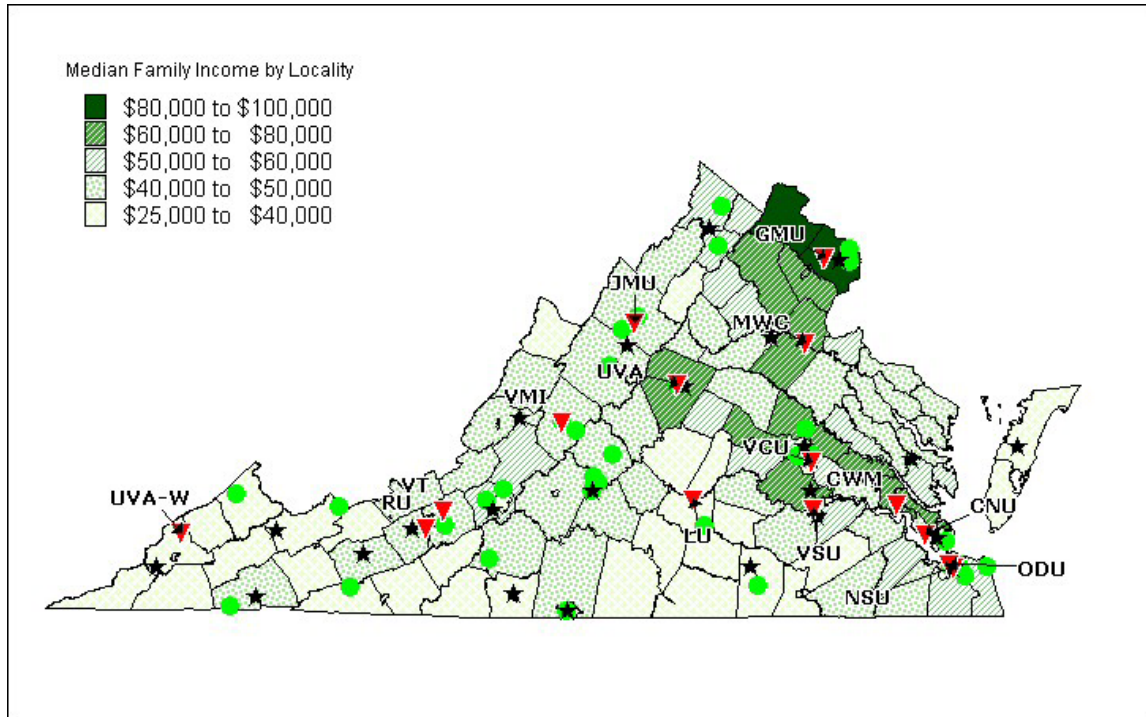 Median Family Income by Locality
$80,000 to $100,000
$60,000 to $80,000
$50,000 to $60,000
$40,000 to $50,000
$25,000 to $40,000
GMU
JMU
MWC
UVA
VMI
VCU
CWM
VT
RU
UVA-W
CNU
LU
VSU
ODU
NSU